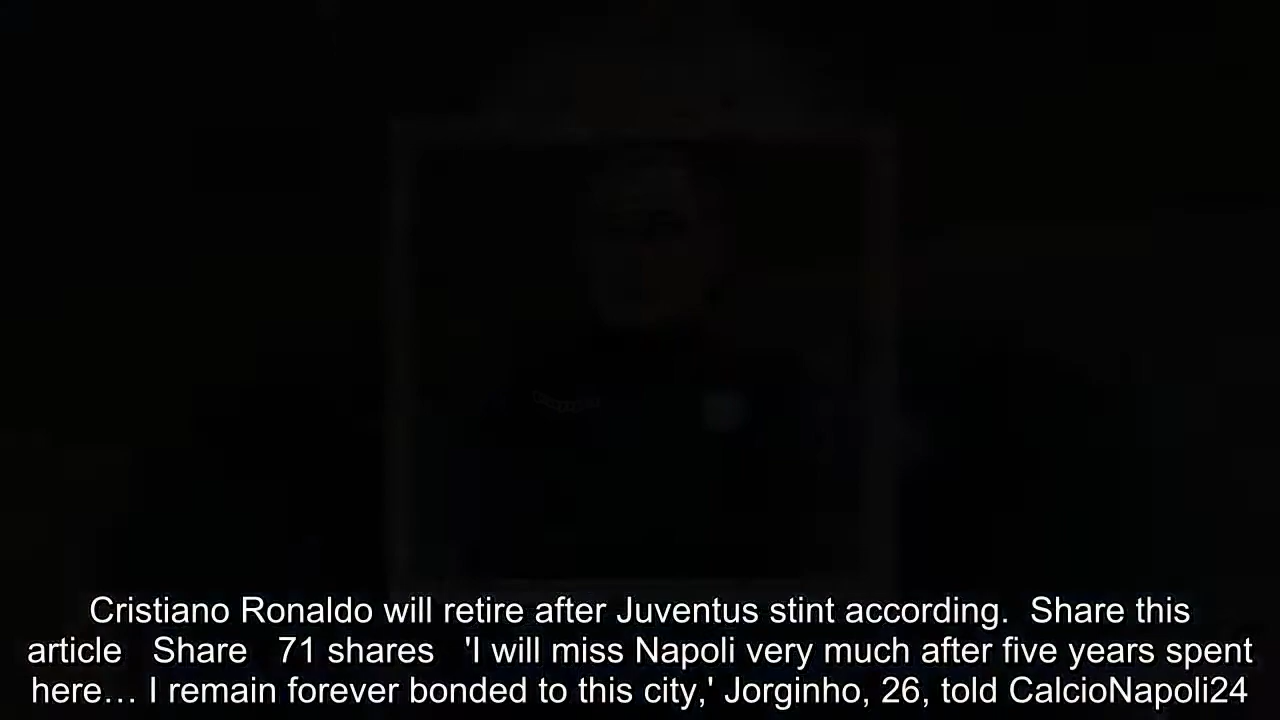 Cristiano Ronaldo will retire after Juventus stint according.  Share this
article   Share   71 shares   'I will miss Napoli very much after five years spent
here… I remain forever bonded to this city,' Jorginho, 26, told CalcioNapoli24